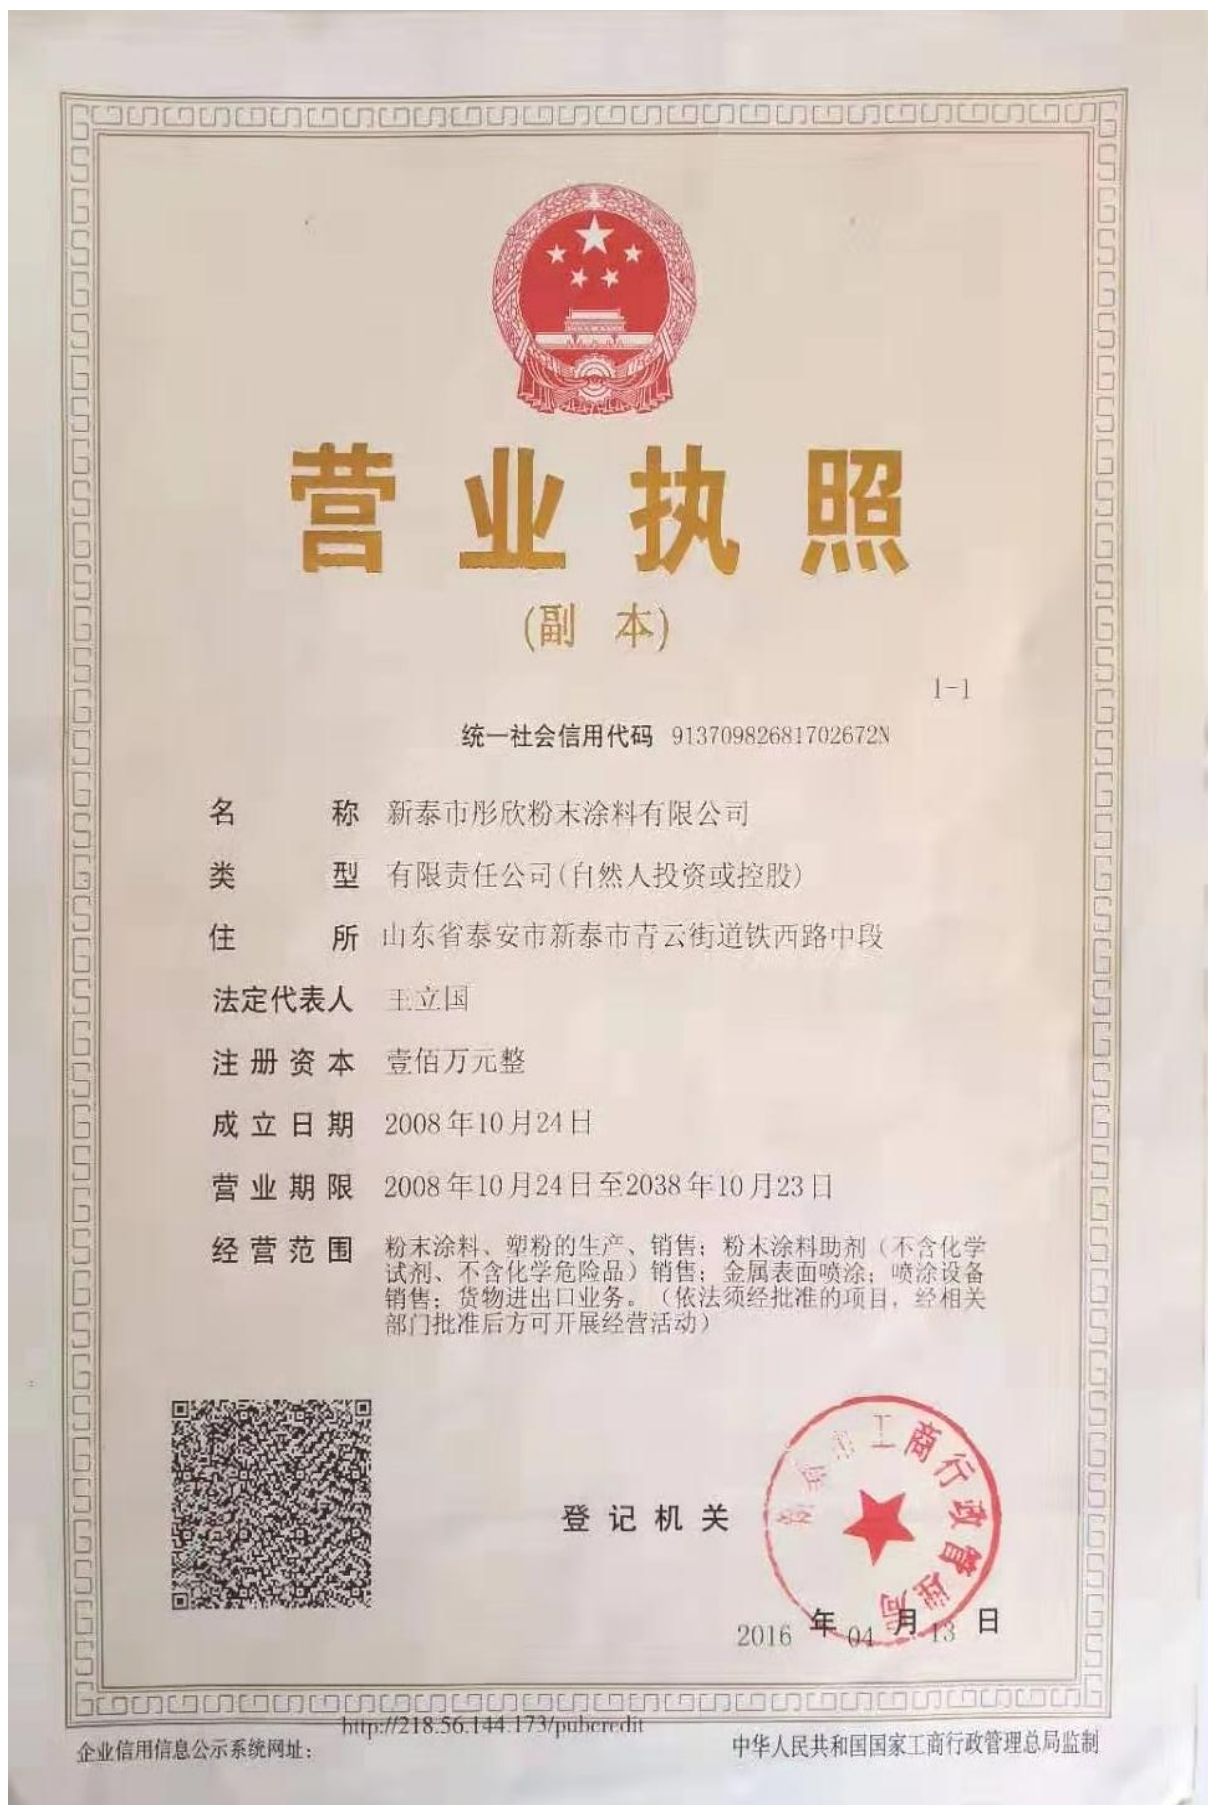 营业执照
(副 本)
1-1
统一社会信用代码 91370982681702672N
名 称 新泰市彤欣粉末涂料有限公司
类 型 有限责任公司(自然人投资或控股)
住 所 山东省泰安市新泰市青云街道铁西路中段
法定代表人 王立国
注册资本 壹佰万元整
成立日期 2008年10月24日
营业期限 2008年10月24日至2038年10月23日
经营范围 粉末涂料、塑粉的生产、销售；粉末涂料助剂（不含化学
试剂、不含化学危险品）销售；金属表面喷涂；喷涂设备
销售；货物进出口业务。（依法须经批准的项目，经相关
部门批准后方可开展经营活动）
新泰市工商行政管理局
登记机关
2016 年 04 月 13 日
http://218.56.144.173/pubcredit
企业信用信息公示系统网址：
中华人民共和国国家工商行政管理总局监制